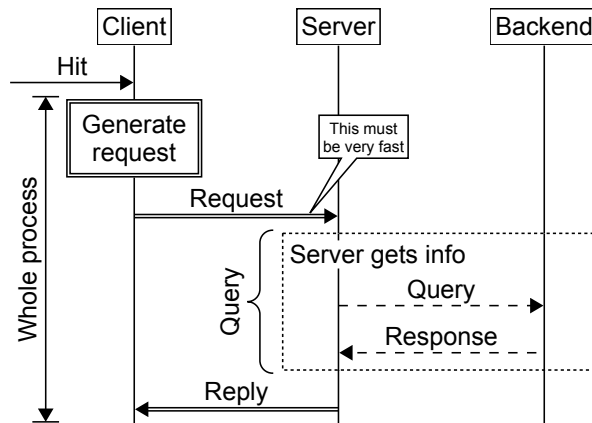 Client
Server
Backend
Hit
Generate
request
This must
be very fast
Request
Whole process
Query
Server gets info
Query
Response
Reply